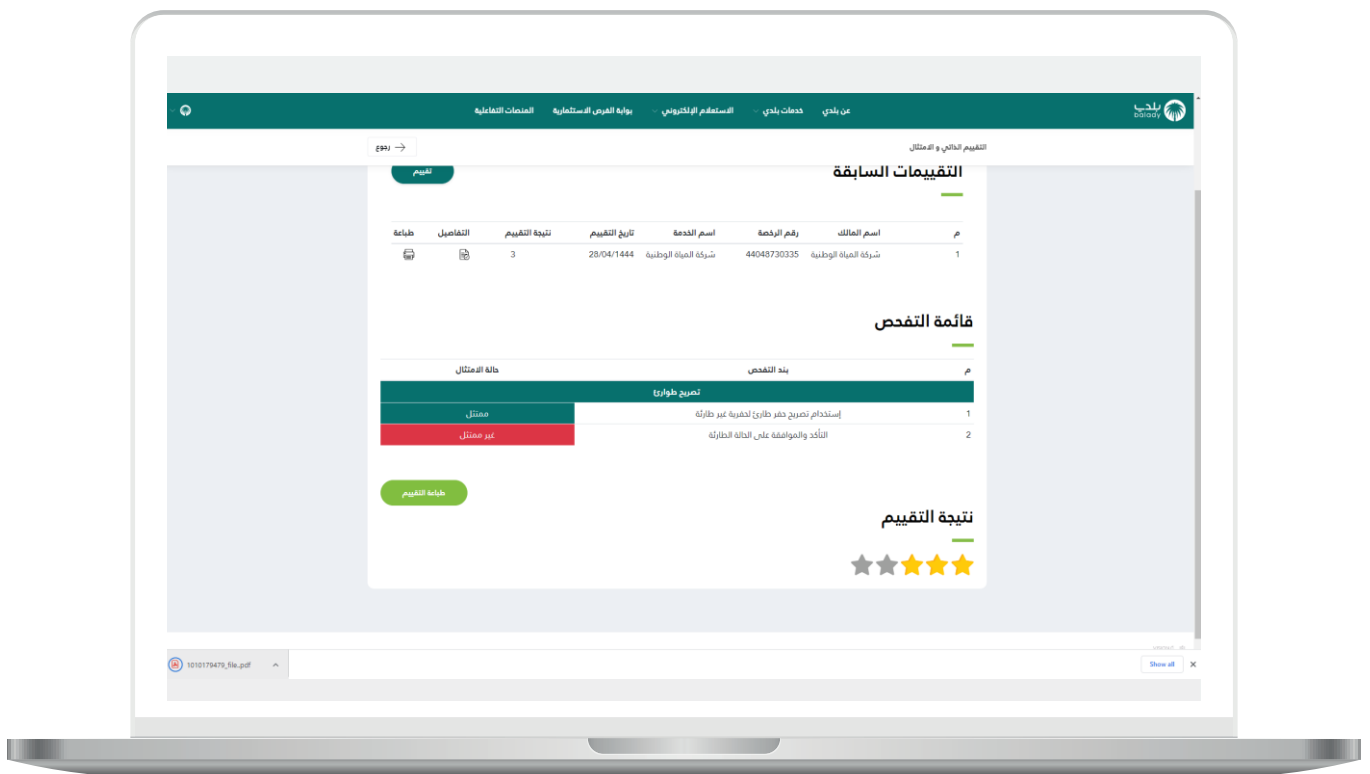 بلدي
balady
عن بلدي
خدمات بلدي
الاستعلام الإلكتروني
بوابة الفرص الاستثمارية
المنصات التفاعلية
التقييم الذاتي و الامتثال
رجوع
التقييمات السابقة
تقييم
م اسم المالك رقم الرخصة اسم الخدمة تاريخ التقييم نتيجة التقييم التفاصيل طباعة
1 شركة المياة الوطنية 44048730335 شركة المياة الوطنية 28/04/1444 3
قائمة التفحص
م بند التفحص حالة الامتثال
تصريح طوارئ
1 إستخدام تصريح حفر طارئ لحفرية غير طارئة ممتثل
2 التأكد والموافقة على الحالة الطارئة غير ممتثل
طباعة التقييم
نتيجة التقييم
1010179479_file.pdf
Show all